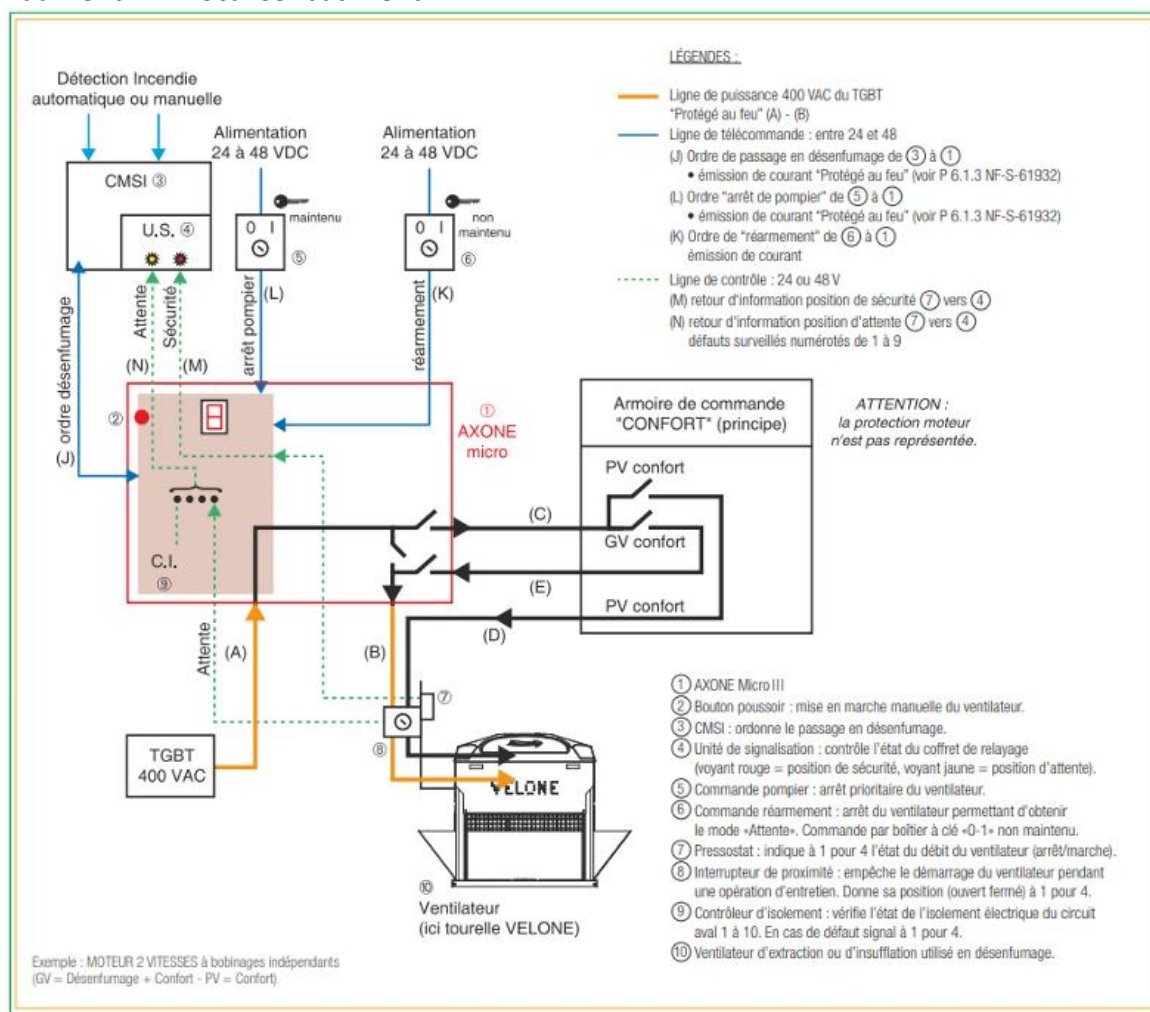 LÉGENDES :
Ligne de puissance 400 VAC du TGBT
"Protégé au feu" (A) - (B)
Ligne de télécommande : entre 24 et 48
(J) Ordre de passage en désenfumage de ③ à ①
• émission de courant "Protégé au feu" (voir P 6.1.3 NF-S-61932)
(L) Ordre "arrêt de pompier" de ⑤ à ①
• émission de courant "Protégé au feu" (voir P 6.1.3 NF-S-61932)
(K) Ordre de "réarmement" de ⑥ à ①
émission de courant
Ligne de contrôle : 24 ou 48 V
(M) retour d'information position de sécurité ⑦ vers ④
(N) retour d'information position d'attente ⑦ vers ④
défauts surveillés numérotés de 1 à 9
Détection Incendie
automatique ou manuelle
Alimentation
24 à 48 VDC
Alimentation
24 à 48 VDC
CMSI ③
U.S. ④
maintenu
0 I
⑤
non
maintenu
0 I
⑥
Attente
Sécurité
(N)
(M)
arrêt pompier
(L)
réarmement
(K)
(J) ordre désenfumage
②
8
①
AXONE
micro
C.I.
⑨
Armoire de commande
"CONFORT" (principe)
PV confort
GV confort
PV confort
ATTENTION :
la protection moteur
n'est pas représentée.
(C)
(E)
(D)
Attente
(A)
(B)
⑦
⑧
TGBT
400 VAC
VELONE
⑩
Ventilateur
(ici tourelle VELONE)
① AXONE Micro III
② Bouton poussoir : mise en marche manuelle du ventilateur.
③ CMSI : ordonne le passage en désenfumage.
④ Unité de signalisation : contrôle l'état du coffret de relayage
(voyant rouge = position de sécurité, voyant jaune = position d'attente).
⑤ Commande pompier : arrêt prioritaire du ventilateur.
⑥ Commande réarmement : arrêt du ventilateur permettant d'obtenir
le mode «Attente». Commande par boîtier à clé «0-1» non maintenu.
⑦ Pressostat : indique à 1 pour 4 l'état du débit du ventilateur (arrêt/marche).
⑧ Interrupteur de proximité : empêche le démarrage du ventilateur pendant
une opération d'entretien. Donne sa position (ouvert fermé) à 1 pour 4.
⑨ Contrôleur d'isolement : vérifie l'état de l'isolement électrique du circuit
aval 1 à 10. En cas de défaut signal à 1 pour 4.
⑩ Ventilateur d'extraction ou d'insufflation utilisé en désenfumage.
Exemple : MOTEUR 2 VITESSES à bobinages indépendants
(GV = Désenfumage + Confort - PV = Confort)